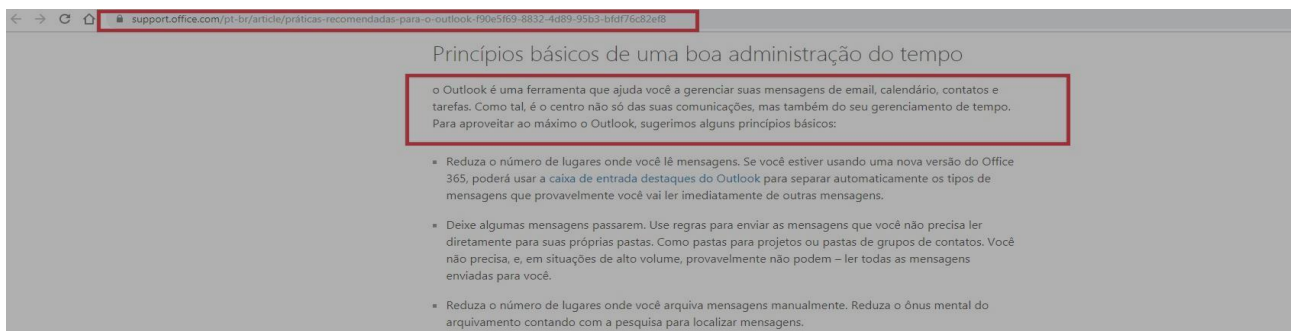 support.office.com/pt-br/article/práticas-recomendadas-para-o-outlook-f90e5f69-8832-4d89-95b3-bfdf76c82ef8
Princípios básicos de uma boa administração do tempo
o Outlook é uma ferramenta que ajuda você a gerenciar suas mensagens de email, calendário, contatos e
tarefas. Como tal, é o centro não só das suas comunicações, mas também do seu gerenciamento de tempo.
Para aproveitar ao máximo o Outlook, sugerimos alguns princípios básicos:
▪ Reduza o número de lugares onde você lê mensagens. Se você estiver usando uma nova versão do Office
365, poderá usar a caixa de entrada destaques do Outlook para separar automaticamente os tipos de
mensagens que provavelmente você vai ler imediatamente de outras mensagens.
▪ Deixe algumas mensagens passarem. Use regras para enviar as mensagens que você não precisa ler
diretamente para suas próprias pastas. Como pastas para projetos ou pastas de grupos de contatos. Você
não precisa, e, em situações de alto volume, provavelmente não podem – ler todas as mensagens
enviadas para você.
▪ Reduza o número de lugares onde você arquiva mensagens manualmente. Reduza o ônus mental do
arquivamento contando com a pesquisa para localizar mensagens.